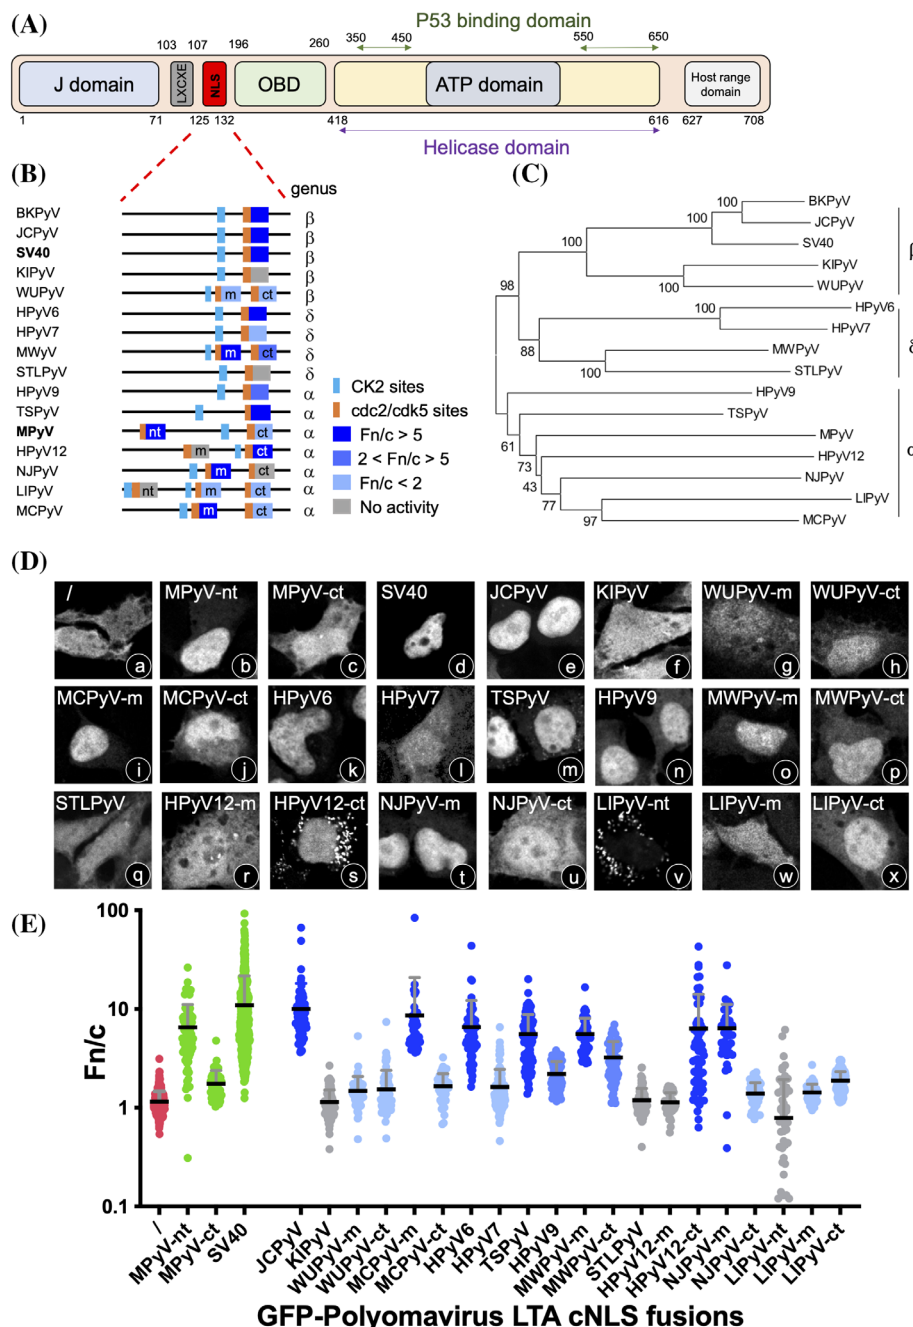 (A)
P53 binding domain
350 450 550 650
103 107 196 260
J domain LXCXE NLS OBD ATP domain Host range domain
1 71 125 132 418 616 627 708
Helicase domain
(B)
genus
BKPyV β
JCPyV β
SV40 β
KIPyV β
WUPyV m ct β
HPyV6 δ
HPyV7 δ
MWyV m ct δ
STLPyV δ
HPyV9 α
TSPyV α
MPyV nt ct α
HPyV12 m ct α
NJPyV m ct α
LIPyV nt m ct α
MCPyV m ct α
CK2 sites
cdc2/cdk5 sites
Fn/c > 5
2 < Fn/c > 5
Fn/c < 2
No activity
(C)
BKPyV
JCPyV
SV40
KIPyV
WUPyV
HPyV6
HPyV7
MWPyV
STLPyV
HPyV9
TSPyV
MPyV
HPyV12
NJPyV
LIPyV
MCPyV
100
100
100
100
98
100
88
100
61
73
43
77
97
(D)
/ MPyV-nt MPyV-ct SV40 JCPyV KIPyV WUPyV-m WUPyV-ct
a b c d e f g h
MCPyV-m MCPyV-ct HPyV6 HPyV7 TSPyV HPyV9 MWPyV-m MWPyV-ct
i j k l m n o p
STLPyV HPyV12-m HPyV12-ct NJPyV-m NJPyV-ct LIPyV-nt LIPyV-m LIPyV-ct
q r s t u v w x
(E)
Fn/c
100
10
1
0.1
/ MPyV-nt MPyV-ct SV40 JCPyV KIPyV WUPyV-m WUPyV-ct MCPyV-m MCPyV-ct HPyV6 HPyV7 TSPyV HPyV9 MWPyV-m MWPyV-ct STLPyV HPyV12-m HPyV12-ct NJPyV-m NJPyV-ct LIPyV-nt LIPyV-m LIPyV-ct
GFP-Polyomavirus LTA cNLS fusions